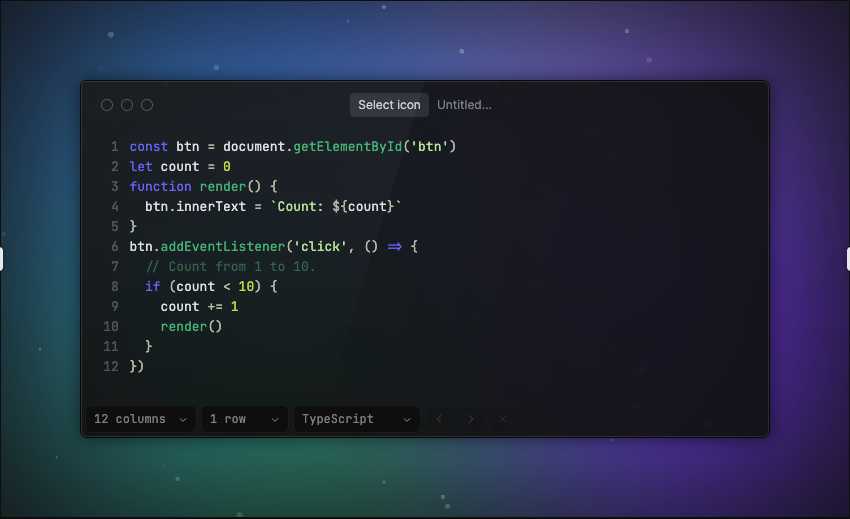 Select icon Untitled...
1 const btn = document.getElementById('btn')
2 let count = 0
3 function render() {
4   btn.innerText = `Count: ${count}`
5 }
6 btn.addEventListener('click', () => {
7   // Count from 1 to 10.
8   if (count < 10) {
9     count += 1
10     render()
11   }
12 })
12 columns 1 row TypeScript